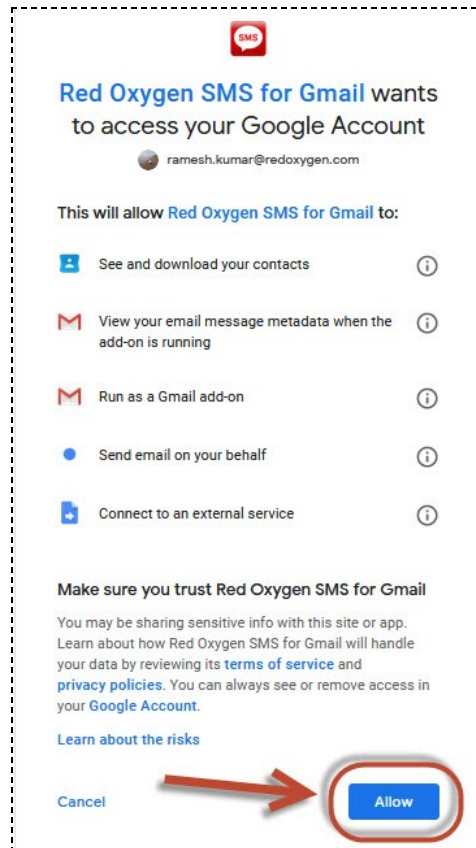 SMS
Red Oxygen SMS for Gmail wants
to access your Google Account
ramesh.kumar@redoxygen.com
This will allow Red Oxygen SMS for Gmail to:
See and download your contacts
View your email message metadata when the
add-on is running
Run as a Gmail add-on
Send email on your behalf
Connect to an external service
Make sure you trust Red Oxygen SMS for Gmail
You may be sharing sensitive info with this site or app.
Learn about how Red Oxygen SMS for Gmail will handle
your data by reviewing its terms of service and
privacy policies. You can always see or remove access in
your Google Account.
Learn about the risks
Cancel
Allow